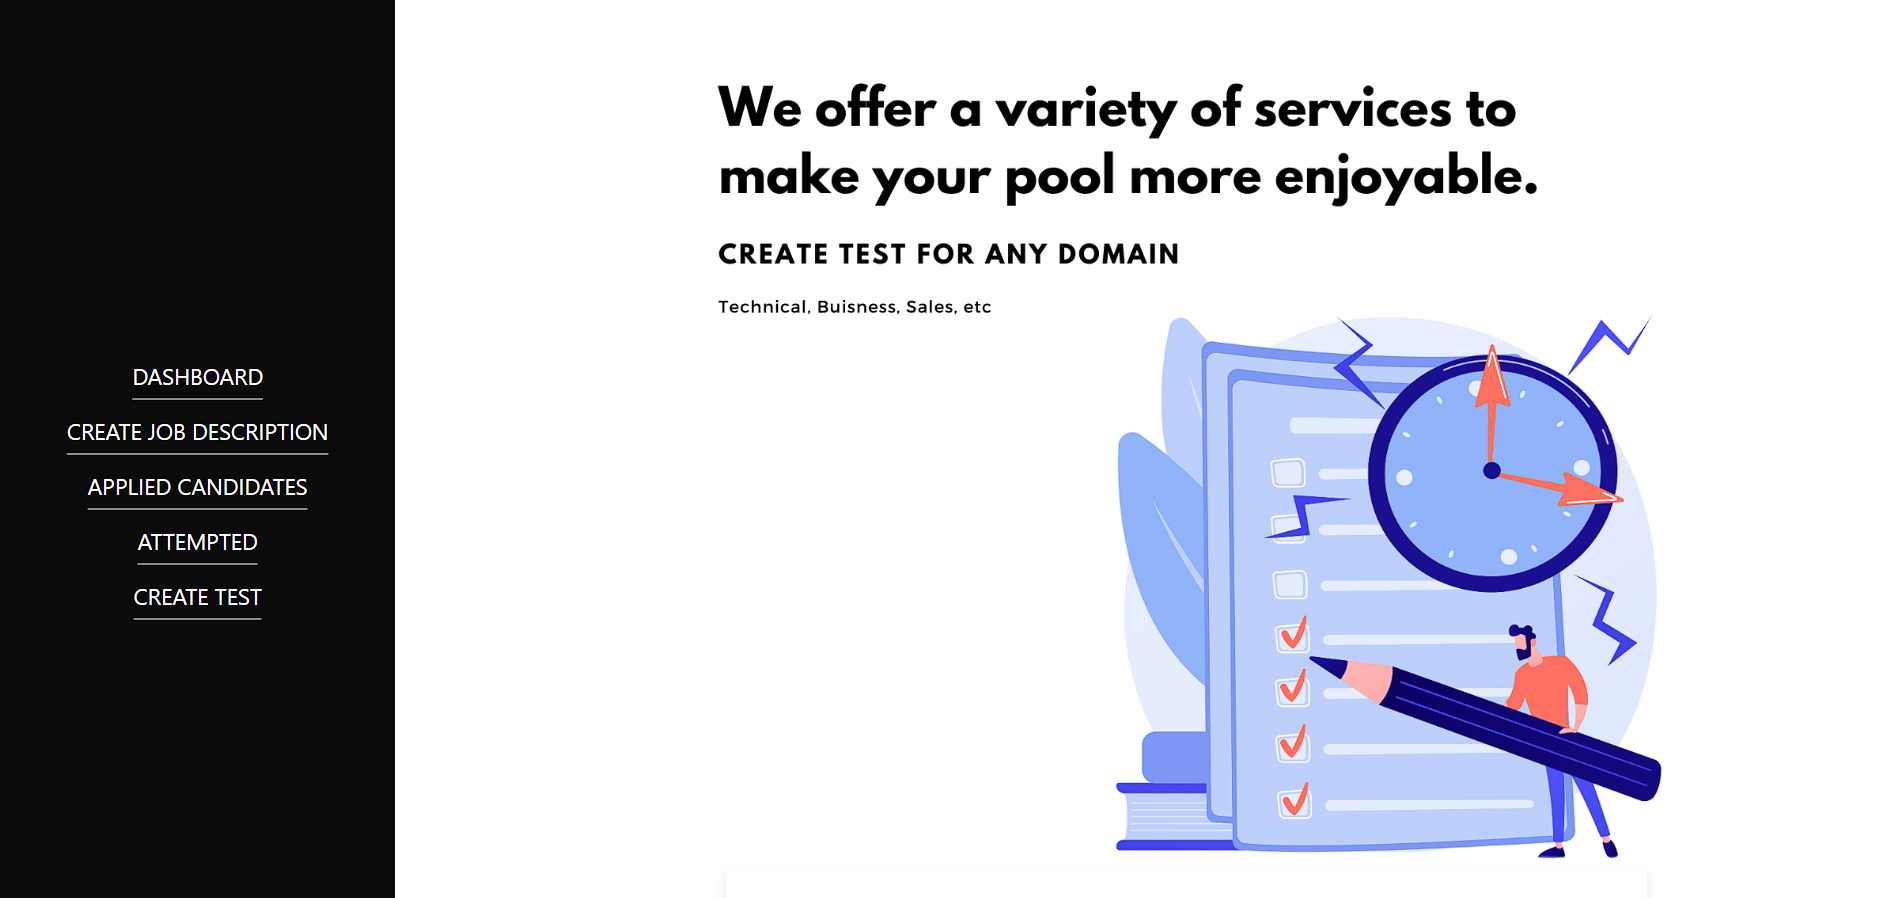 DASHBOARD
CREATE JOB DESCRIPTION
APPLIED CANDIDATES
ATTEMPTED
CREATE TEST
We offer a variety of services to
make your pool more enjoyable.
CREATE TEST FOR ANY DOMAIN
Technical, Buisness, Sales, etc